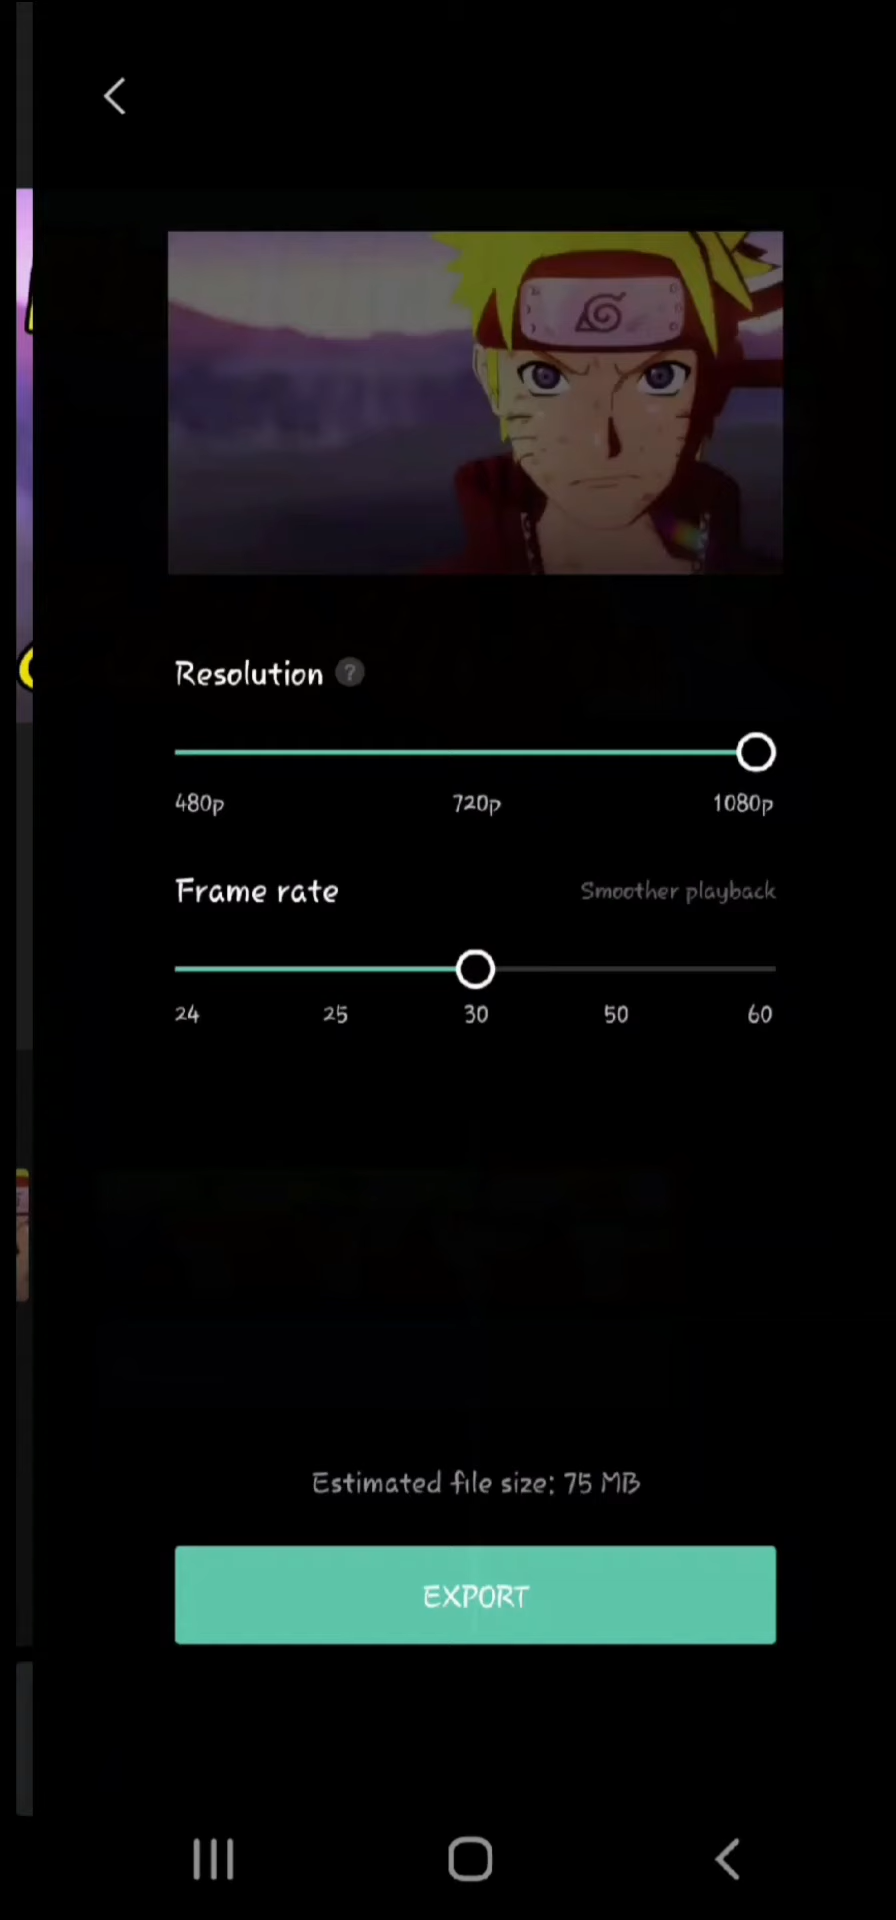 Resolution ?
480p 720p 1080p
Frame rate Smoother playback
24 25 30 50 60
Estimated file size: 75 MB
EXPORT